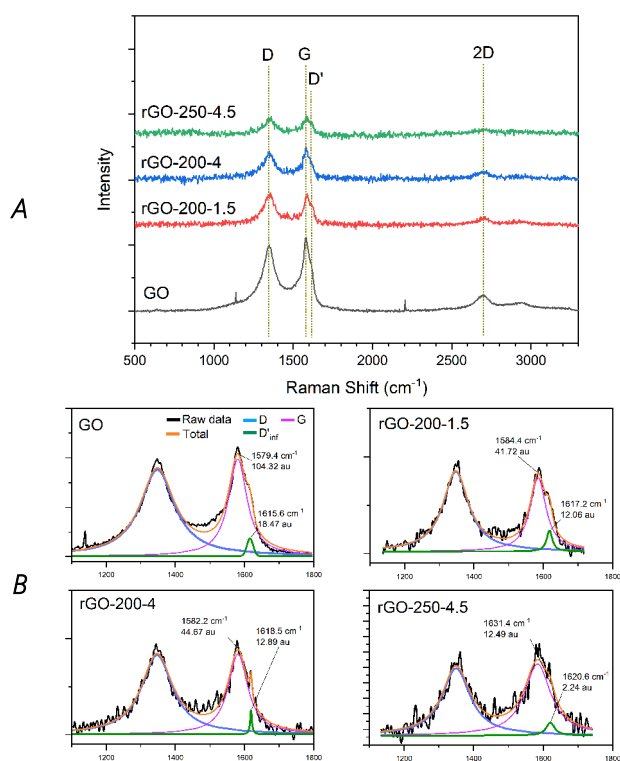 A
Intensity
D
G
D'
2D
rGO-250-4.5
rGO-200-4
rGO-200-1.5
GO
500 1000 1500 2000 2500 3000
Raman Shift (cm⁻¹)
B
GO
Raw data D G
Total D'inf
1579.4 cm⁻¹
104.32 au
1615.6 cm⁻¹
18.47 au
1200 1400 1600 1800
rGO-200-1.5
1584.4 cm⁻¹
41.72 au
1617.2 cm⁻¹
12.06 au
1200 1400 1600 1800
rGO-200-4
1582.2 cm⁻¹
44.67 au
1618.5 cm⁻¹
12.89 au
1200 1400 1600 1800
rGO-250-4.5
1631.4 cm⁻¹
12.49 au
1620.6 cm⁻¹
2.24 au
1200 1400 1600 1800